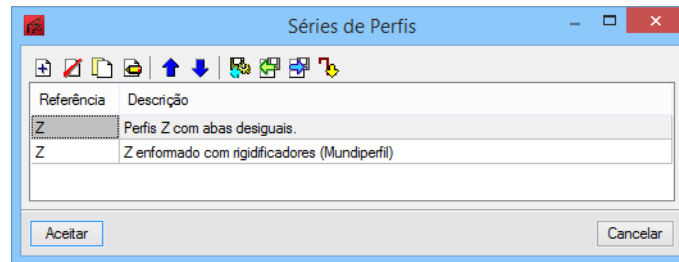 Séries de Perfis
Referência Descrição
Z Perfis Z com abas desiguais.
Z Z enformado com rigidificadores (Mundiperfil)
Aceitar Cancelar